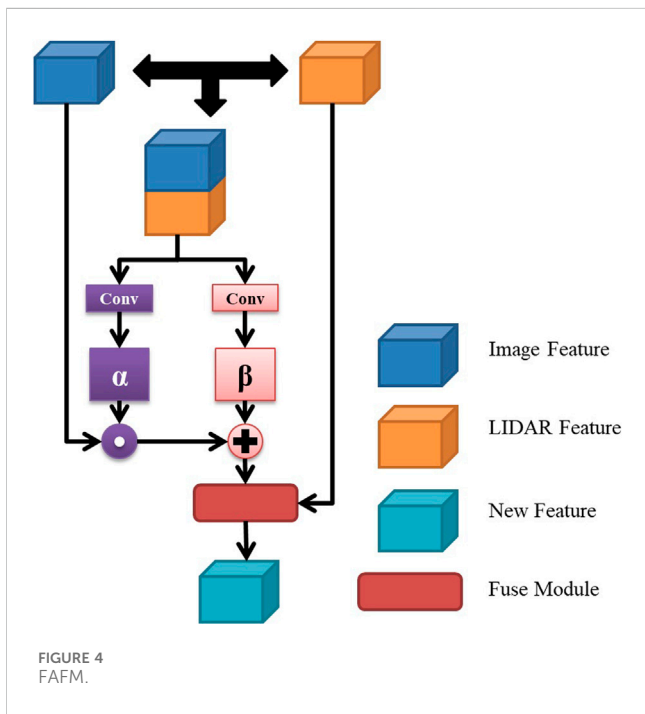 Conv
Conv
α
β
Image Feature
LIDAR Feature
New Feature
Fuse Module
FIGURE 4
FAFM.